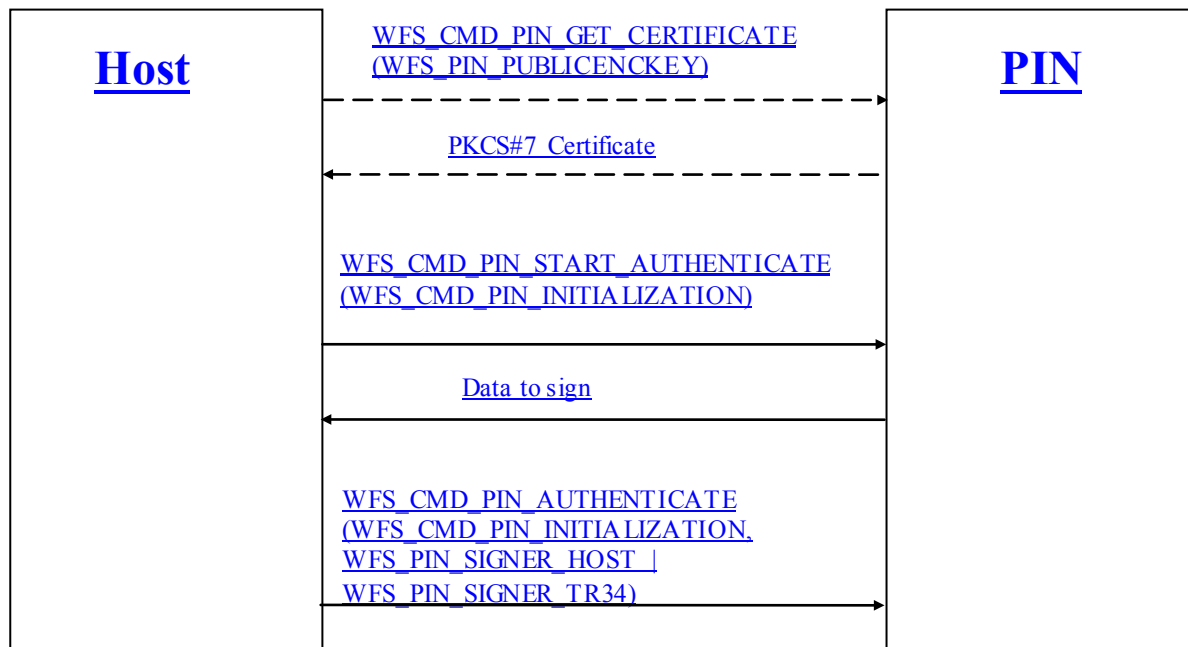 WFS_CMD_PIN_GET_CERTIFICATE
(WFS_PIN_PUBLICENCKEY)
Host
PIN
PKCS#7 Certificate
WFS_CMD_PIN_START_AUTHENTICATE
(WFS_CMD_PIN_INITIALIZATION)
Data to sign
WFS_CMD_PIN_AUTHENTICATE
(WFS_CMD_PIN_INITIALIZATION,
WFS_PIN_SIGNER_HOST |
WFS_PIN_SIGNER_TR34)